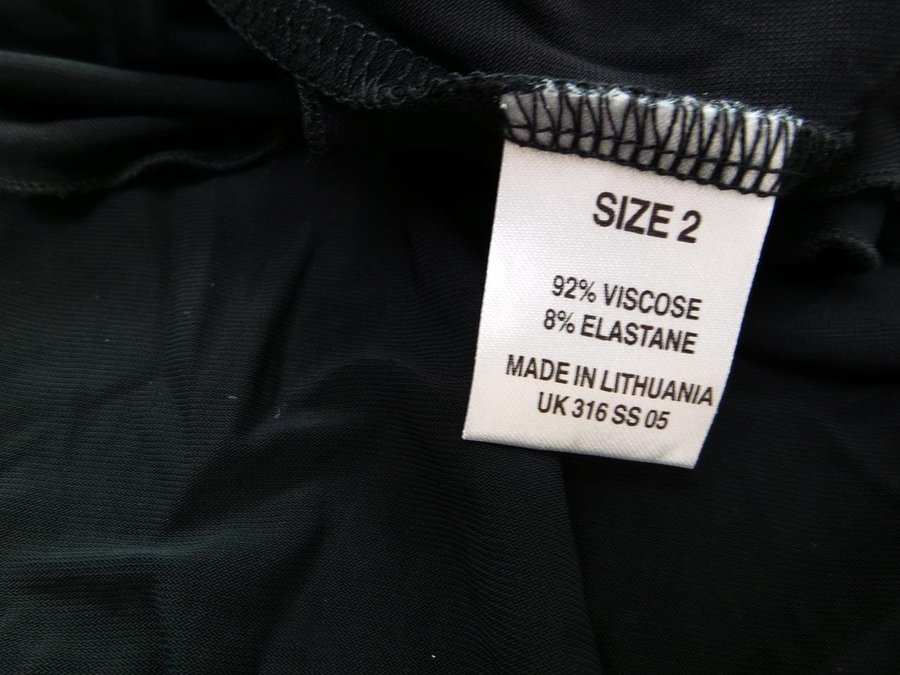 SIZE 2
92% VISCOSE
8% ELASTANE
MADE IN LITHUANIA
UK 316 SS 05